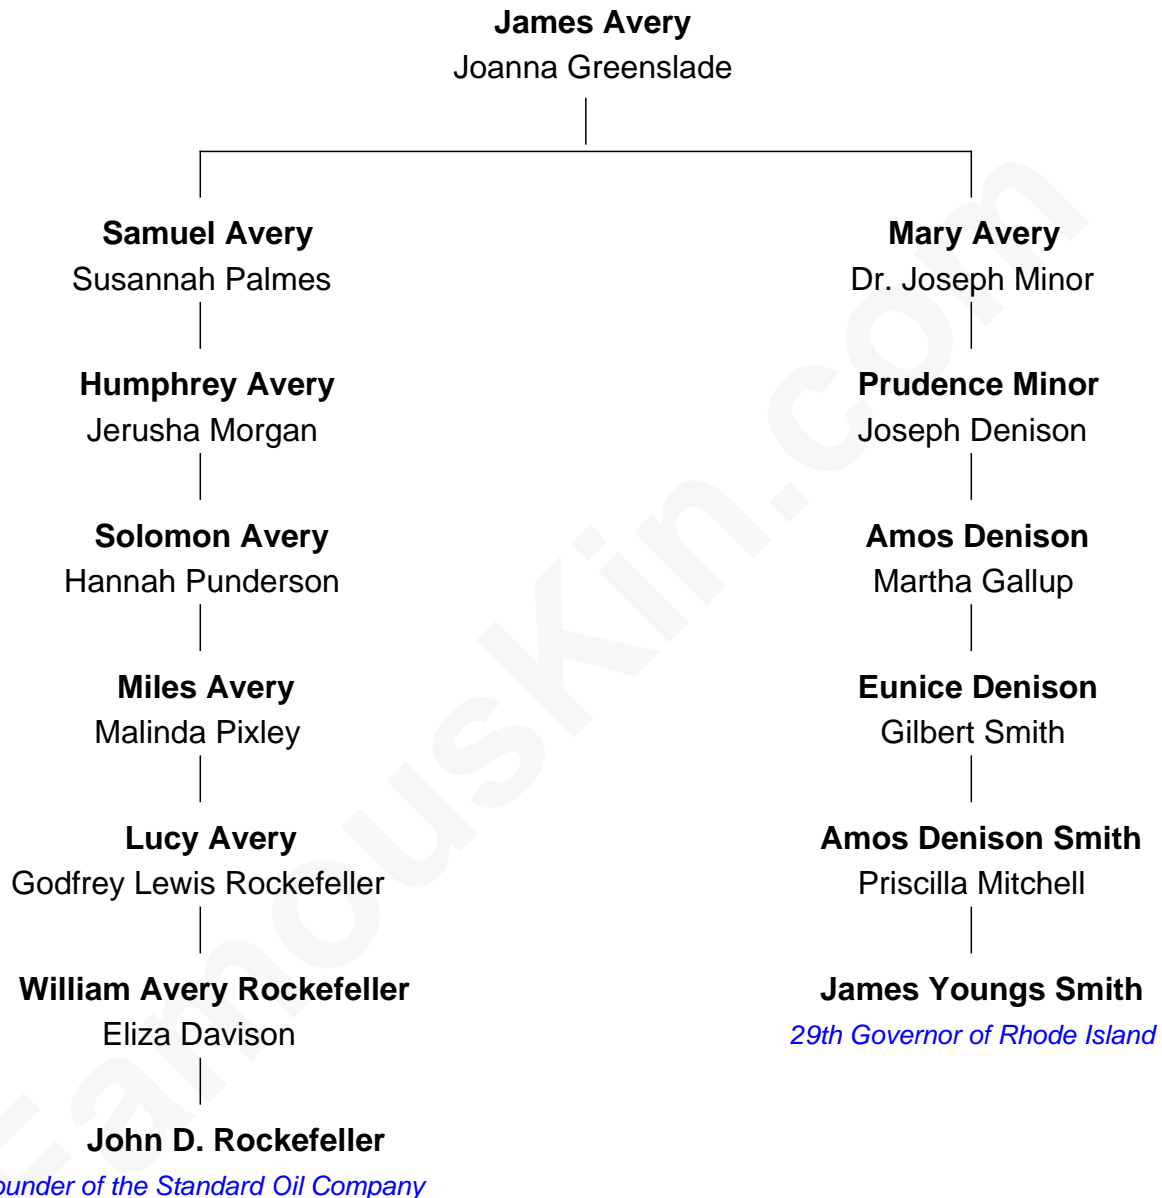 James Avery
Joanna Greenslade
Samuel Avery
Susannah Palmes
Mary Avery
Dr. Joseph Minor
Humphrey Avery
Jerusha Morgan
Prudence Minor
Joseph Denison
Solomon Avery
Hannah Punderson
Amos Denison
Martha Gallup
Miles Avery
Malinda Pixley
Eunice Denison
Gilbert Smith
Lucy Avery
Godfrey Lewis Rockefeller
Amos Denison Smith
Priscilla Mitchell
William Avery Rockefeller
Eliza Davison
James Youngs Smith
29th Governor of Rhode Island
John D. Rockefeller
ounder of the Standard Oil Company
FamousKin.com